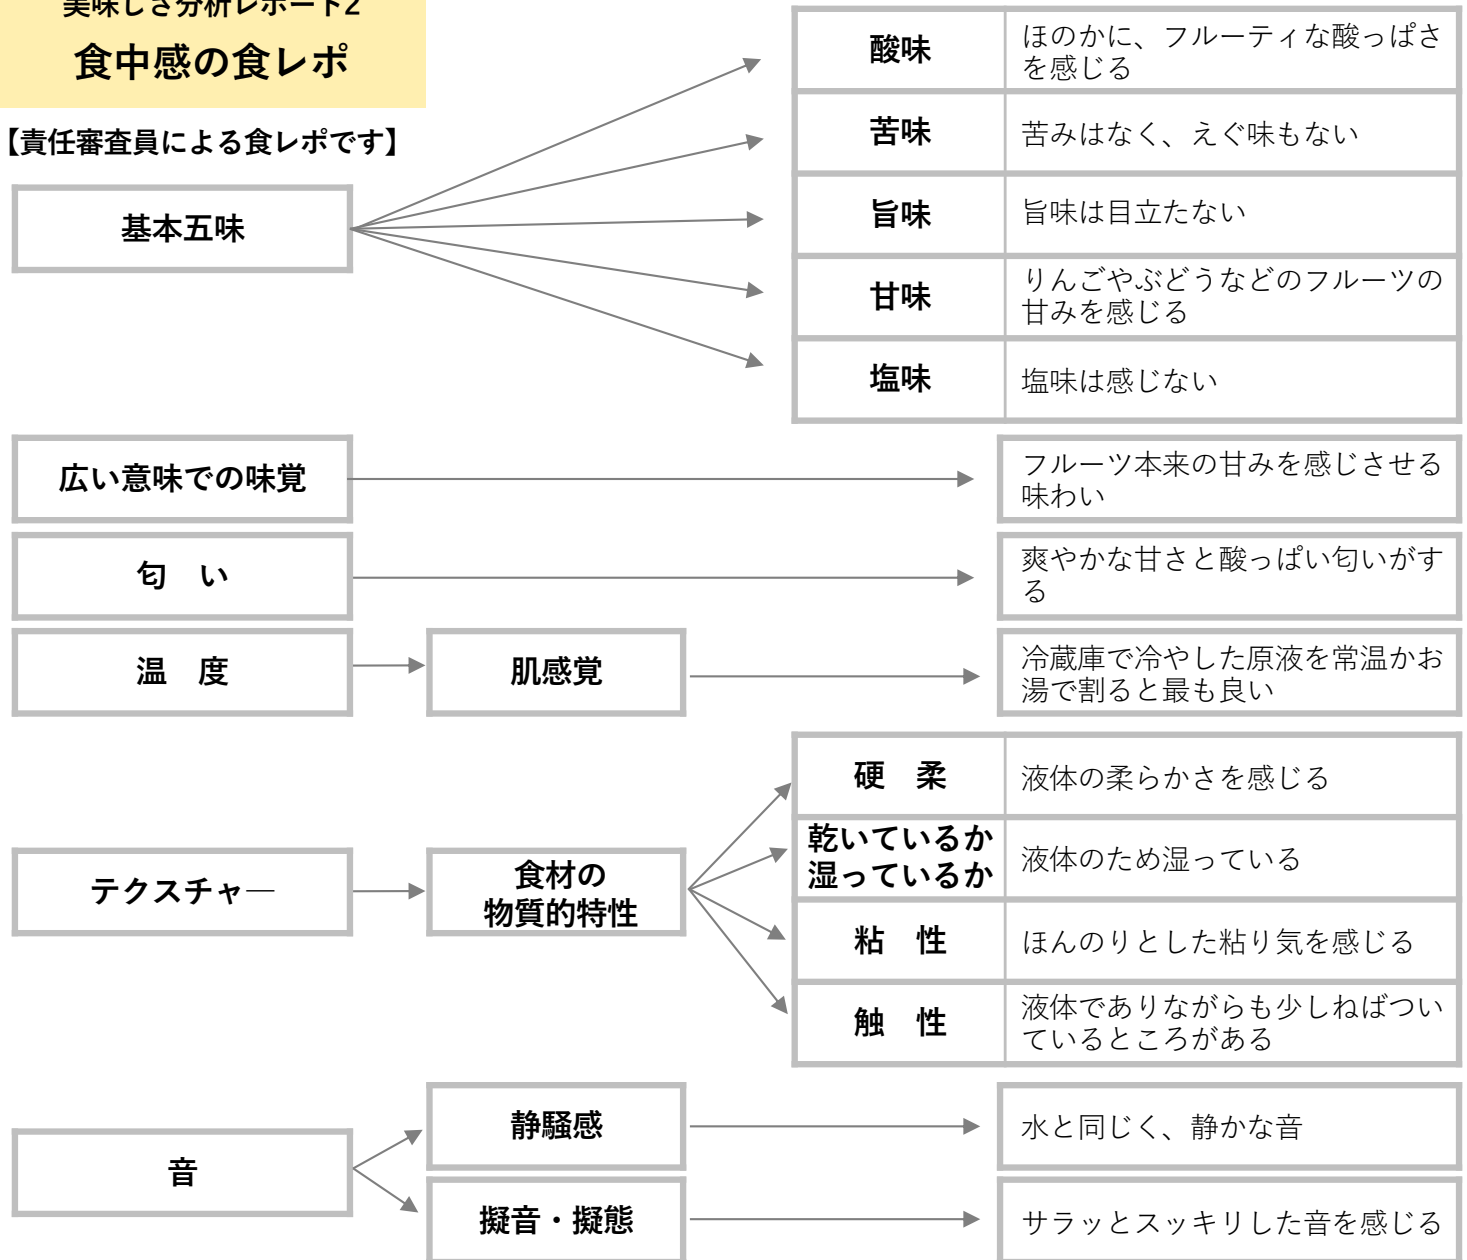 美味しさ分析レポート2
食中感の食レポ
【責任審査員による食レポです】
基本五味
酸味
ほのかに、フルーティな酸っぱさ
を感じる
苦味
苦みはなく、えぐ味もない
旨味
旨味は目立たない
甘味
りんごやぶどうなどのフルーツの
甘みを感じる
塩味
塩味は感じない
広い意味での味覚
フルーツ本来の甘みを感じさせる
味わい
匂　い
爽やかな甘さと酸っぱい匂いがす
る
温　度
肌感覚
冷蔵庫で冷やした原液を常温かお
湯で割ると最も良い
テクスチャ―
食材の
物質的特性
硬　柔
液体の柔らかさを感じる
乾いているか
湿っているか
液体のため湿っている
粘　性
ほんのりとした粘り気を感じる
触　性
液体でありながらも少しねばつい
ているところがある
音
静騒感
水と同じく、静かな音
擬音・擬態
サラッとスッキリした音を感じる